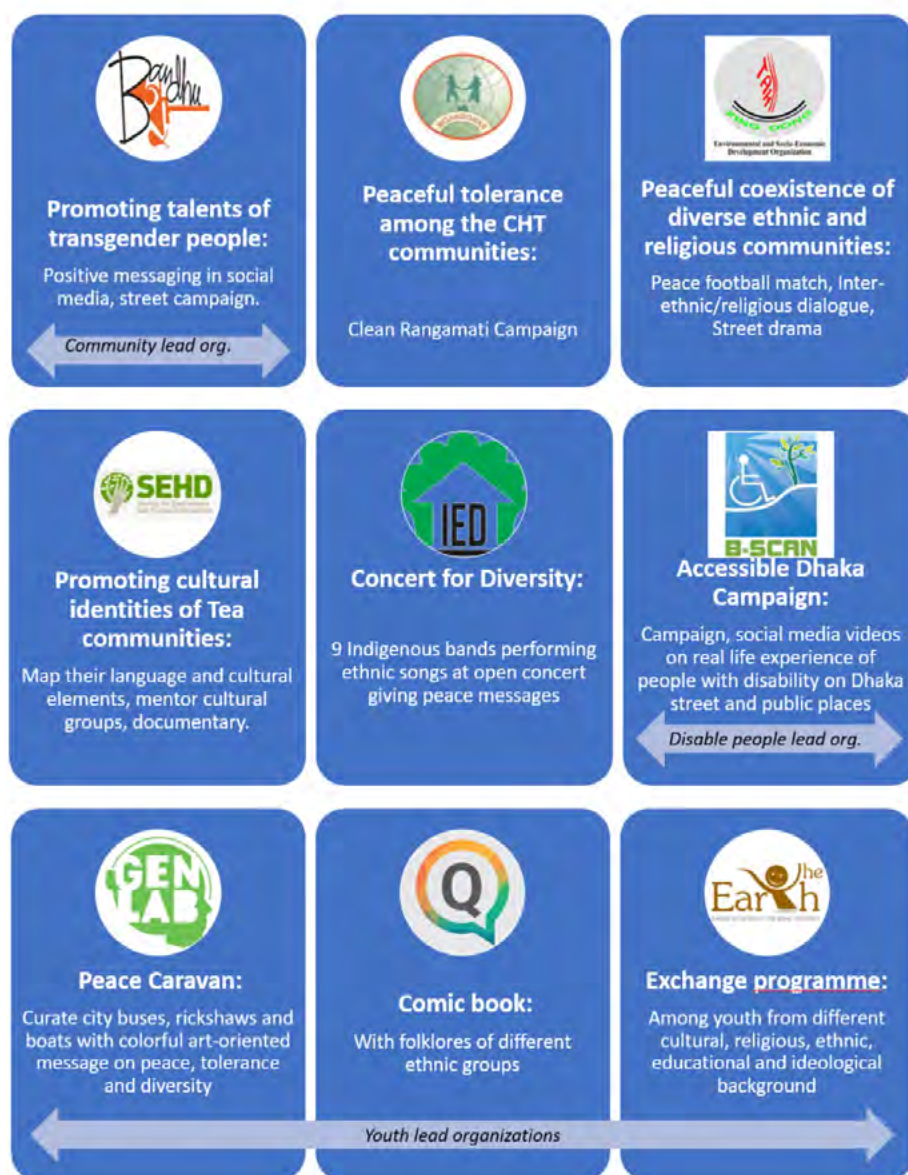 Bandhu
Promoting talents of
transgender people:
Positive messaging in social
media, street campaign.
Community lead org.
Peaceful tolerance
among the CHT
communities:
Clean Rangamati Campaign
ZING DONG
Environmental and Socio-Economic
Development Organization
Peaceful coexistence of
diverse ethnic and
religious communities:
Peace football match, Inter-
ethnic/religious dialogue,
Street drama
SEHD
Promoting cultural
identities of Tea
communities:
Map their language and cultural
elements, mentor cultural
groups, documentary.
IED
Concert for Diversity:
9 Indigenous bands performing
ethnic songs at open concert
giving peace messages
B-SCAN
Accessible Dhaka
Campaign:
Campaign, social media videos
on real life experience of
people with disability on Dhaka
street and public places
Disable people lead org.
GEN
LAB
Peace Caravan:
Curate city buses, rickshaws and
boats with colorful art-oriented
message on peace, tolerance
and diversity
Q
Comic book:
With folklores of different
ethnic groups
The
Earth
Exchange programme:
Among youth from different
cultural, religious, ethnic,
educational and ideological
background
Youth lead organizations